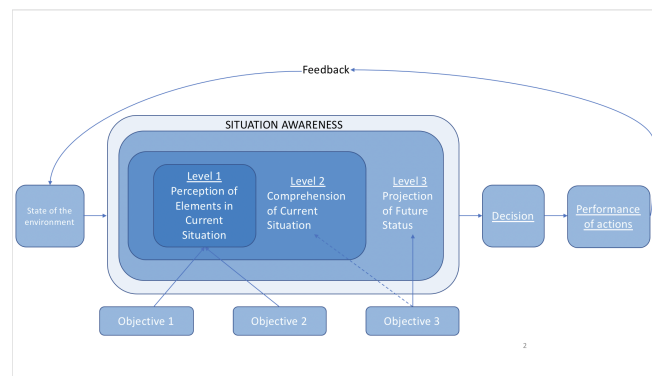 Feedback
SITUATION AWARENESS
State of the
environment
Level 1
Perception of
Elements in
Current
Situation
Level 2
Comprehension
of Current
Situation
Level 3
Projection
of Future
Status
Decision
Performance
of actions
Objective 1
Objective 2
Objective 3
2